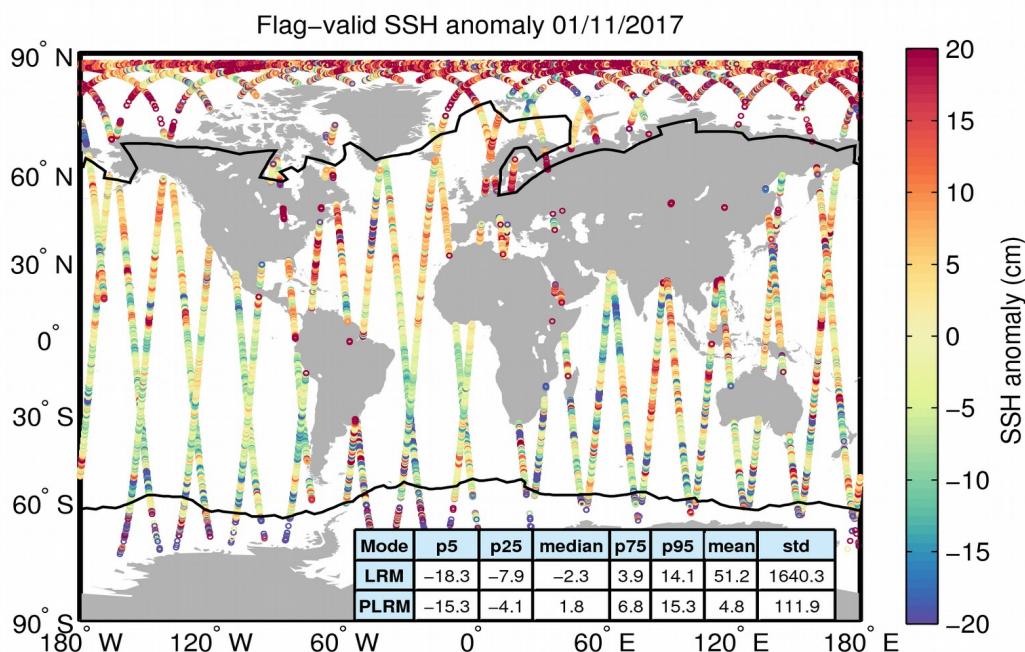 Flag−valid SSH anomaly 01/11/2017
90° N
60° N
30° N
0°
30° S
60° S
90° S
180° W
120° W
60° W
0°
60° E
120° E
180° E
Mode p5 p25 median p75 p95 mean std
LRM −18.3 −7.9 −2.3 3.9 14.1 51.2 1640.3
PLRM −15.3 −4.1 1.8 6.8 15.3 4.8 111.9
20
15
10
5
0
−5
−10
−15
−20
SSH anomaly (cm)